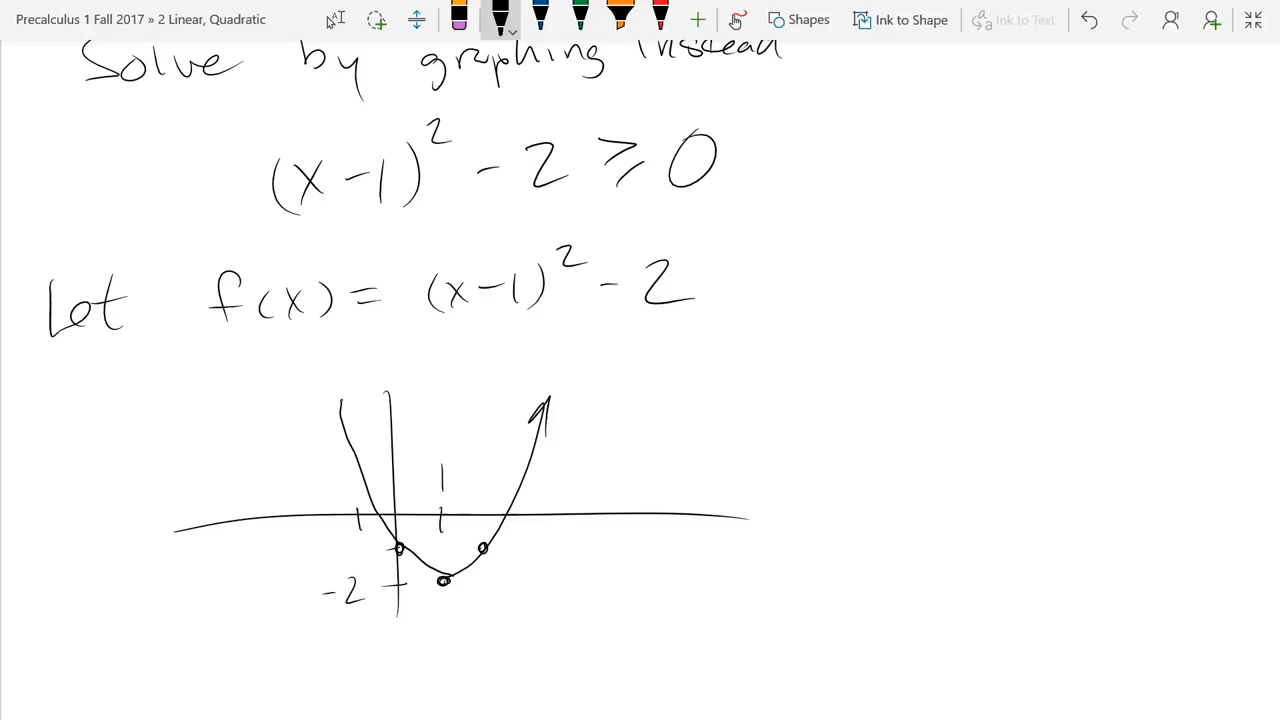 Precalculus 1 Fall 2017 » 2 Linear, Quadratic
Shapes
Ink to Shape
Ink to Text
Solve by graphing instead
(x-1)² - 2 ≥ 0
Let f(x) = (x-1)² - 2
1
-2